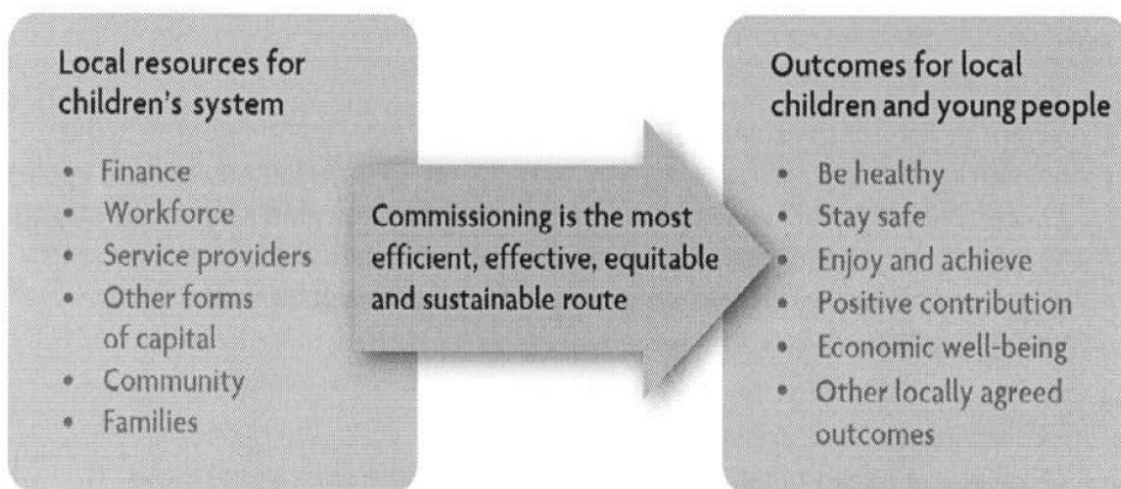 Local resources for
children's system
• Finance
• Workforce
• Service providers
• Other forms
of capital
• Community
• Families
Commissioning is the most
efficient, effective, equitable
and sustainable route
Outcomes for local
children and young people
• Be healthy
• Stay safe
• Enjoy and achieve
• Positive contribution
• Economic well-being
• Other locally agreed
outcomes